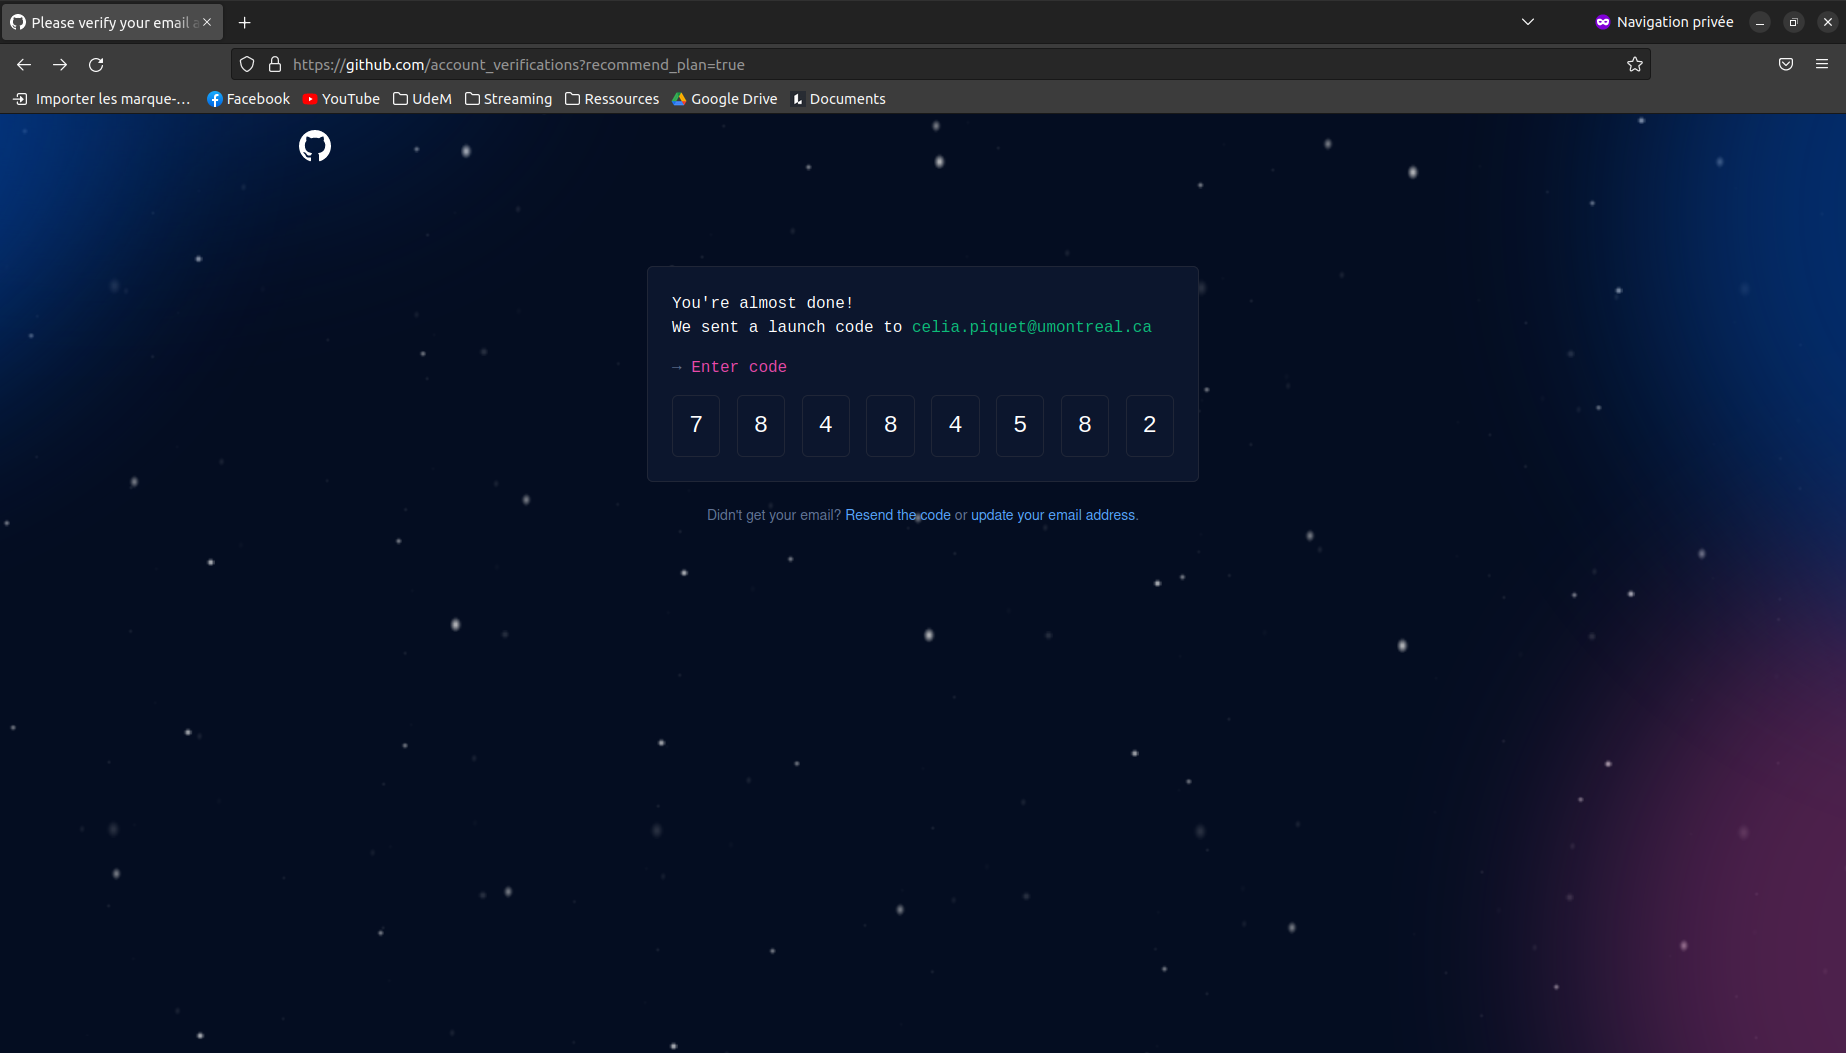 Please verify your email a
Navigation privée
https://github.com/account_verifications?recommend_plan=true
Importer les marque-… Facebook YouTube UdeM Streaming Ressources Google Drive Documents
You're almost done!
We sent a launch code to celia.piquet@umontreal.ca
→ Enter code
7 8 4 8 4 5 8 2
Didn't get your email? Resend the code or update your email address.